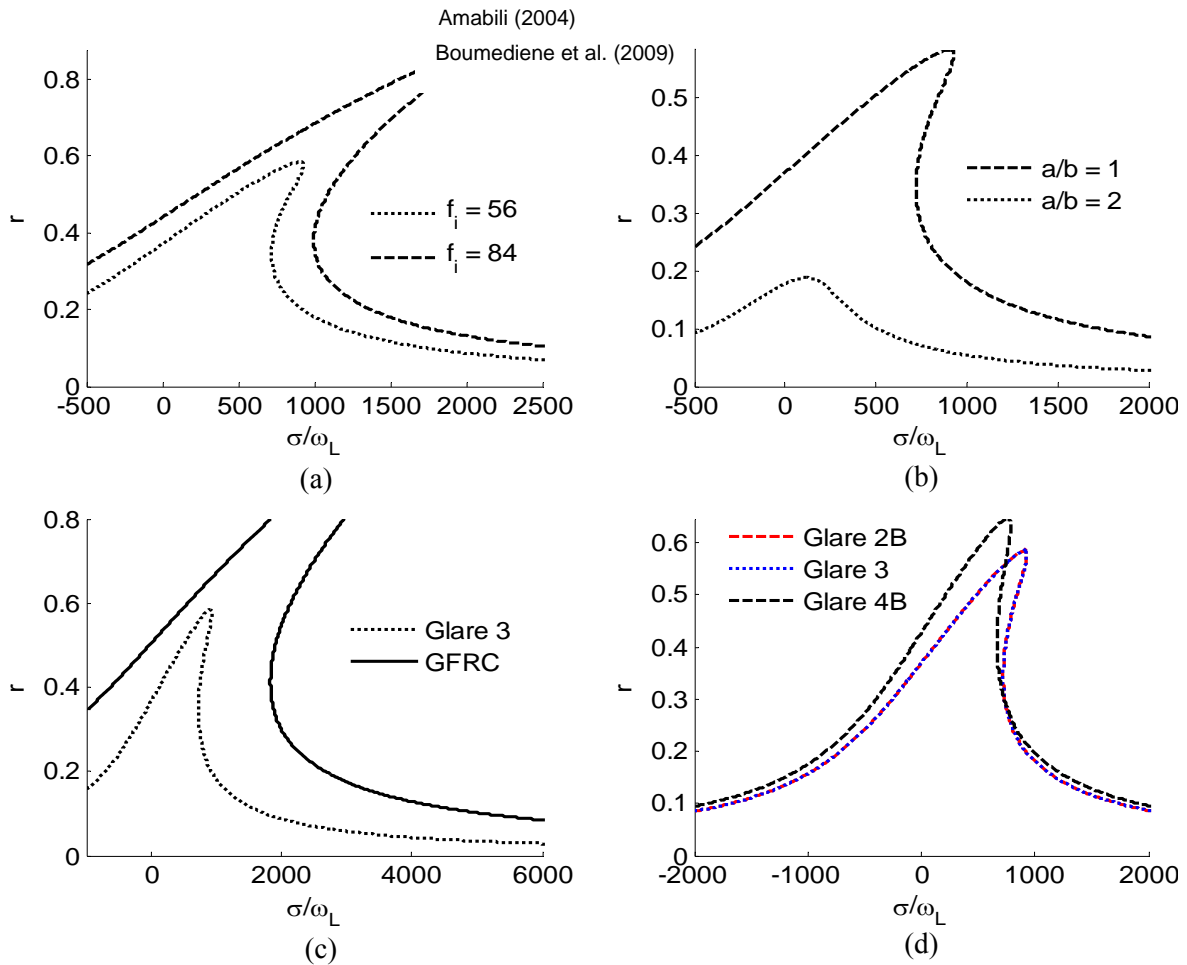 Amabili (2004)
Boumediene et al. (2009)
0.8
0.6
0.4
0.2
0
r
-500 0 500 1000 1500 2000 2500
σ/ω_L
f_i = 56
f_i = 84
(a)
0.5
0.4
0.3
0.2
0.1
0
r
-500 0 500 1000 1500 2000
σ/ω_L
a/b = 1
a/b = 2
(b)
0.8
0.6
0.4
0.2
0
r
0 2000 4000 6000
σ/ω_L
Glare 3
GFRC
(c)
0.6
0.5
0.4
0.3
0.2
0.1
0
r
-2000 -1000 0 1000 2000
σ/ω_L
Glare 2B
Glare 3
Glare 4B
(d)